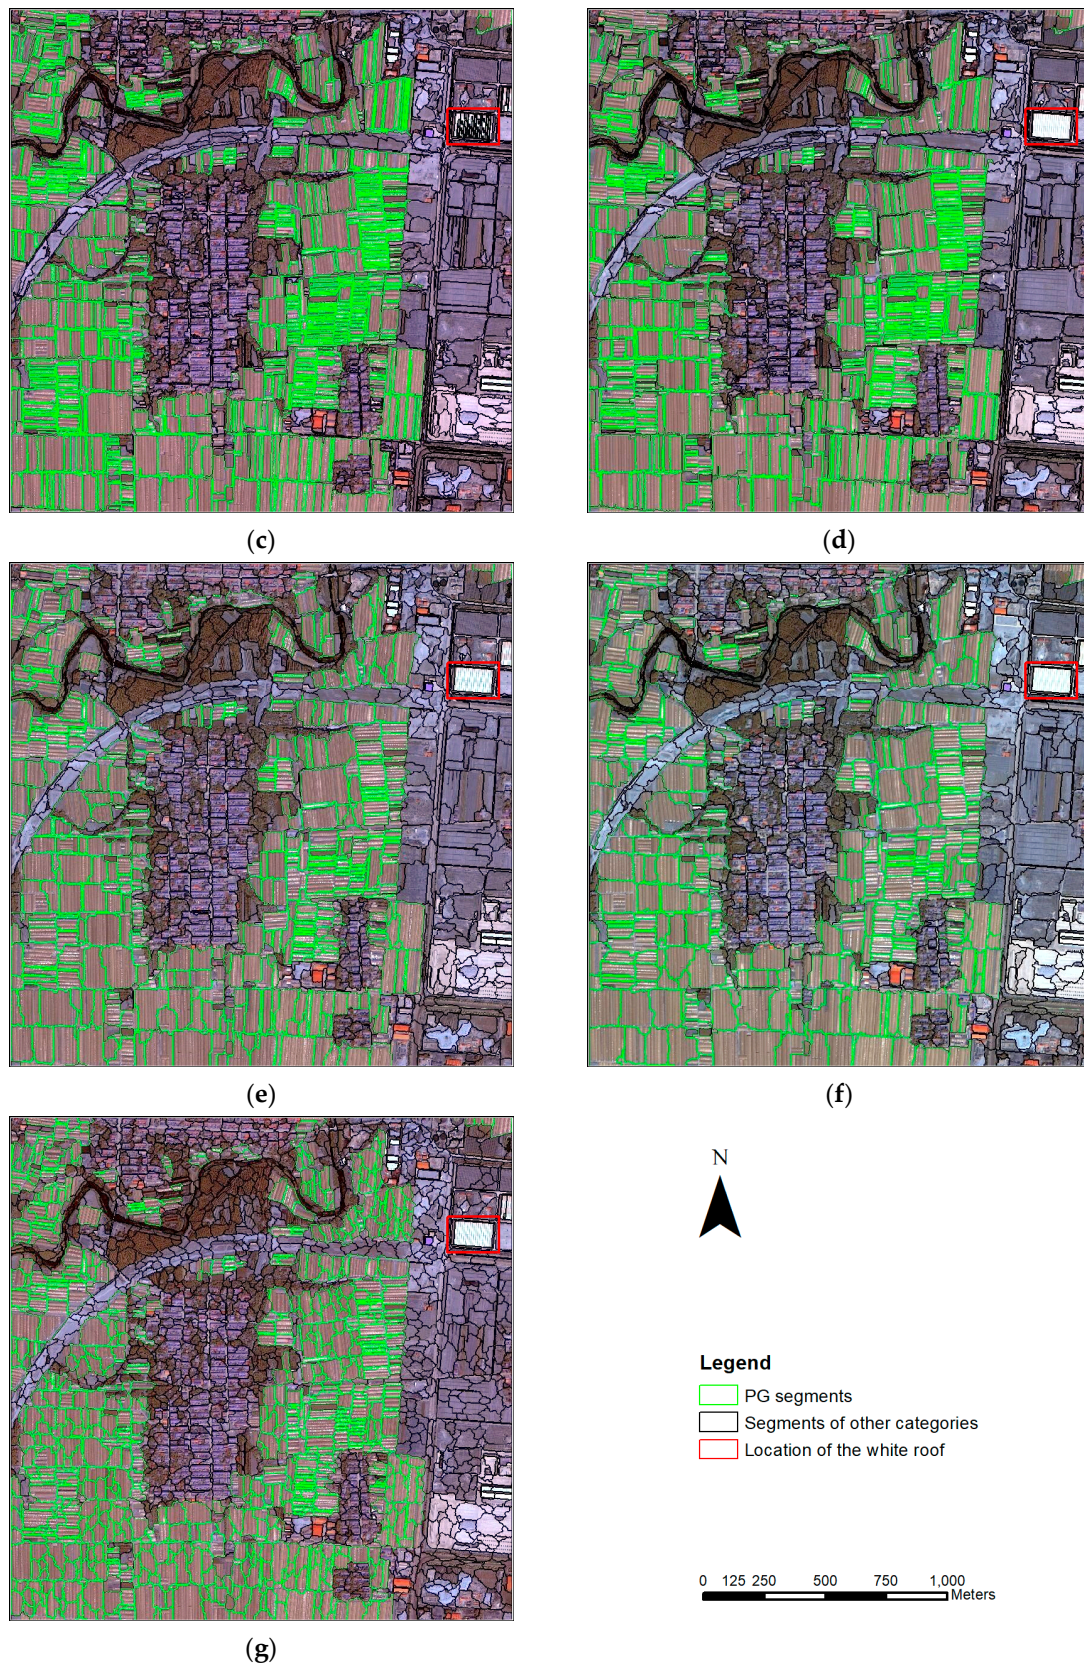 (c)
(d)
(e)
(f)
(g)
N
Legend
PG segments
Segments of other categories
Location of the white roof
0 125 250 500 750 1,000
Meters